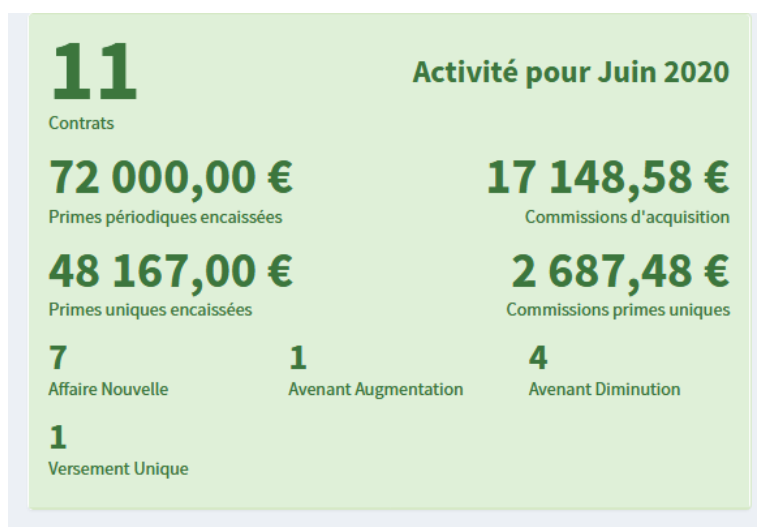 11
Activité pour Juin 2020
Contrats
72 000,00 €
17 148,58 €
Primes périodiques encaissées
Commissions d'acquisition
48 167,00 €
2 687,48 €
Primes uniques encaissées
Commissions primes uniques
7
1
4
Affaire Nouvelle
Avenant Augmentation
Avenant Diminution
1
Versement Unique